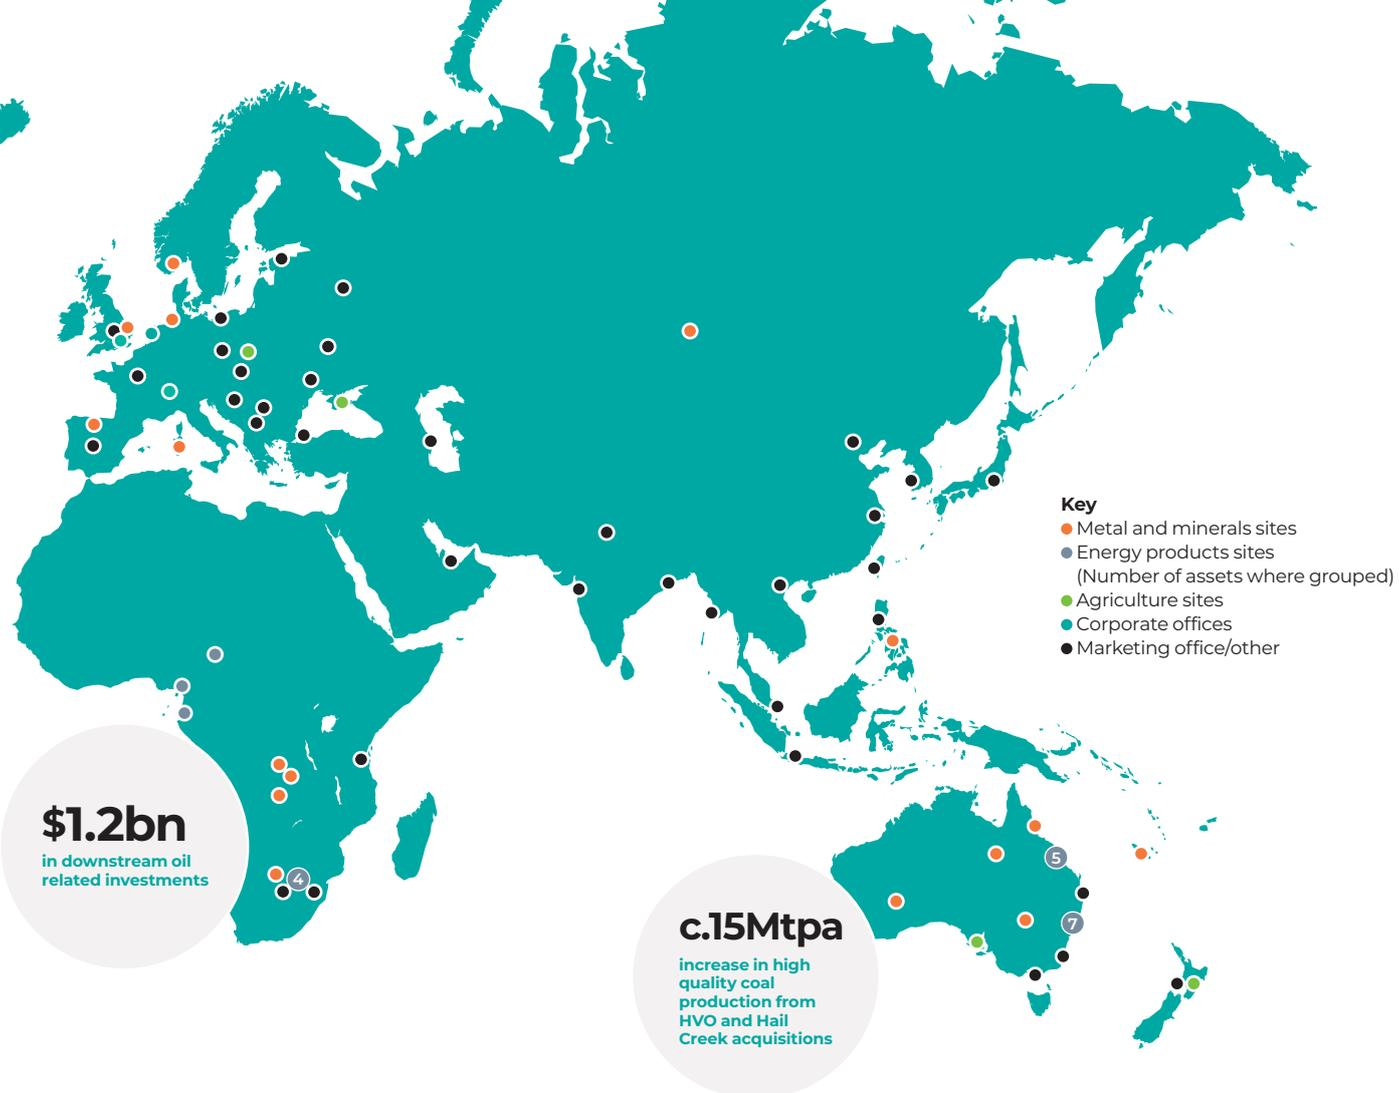 Key
Metal and minerals sites
Energy products sites
(Number of assets where grouped)
Agriculture sites
Corporate offices
Marketing office/other
$1.2bn
in downstream oil
related investments
4
5
7
c.15Mtpa
increase in high
quality coal
production from
HVO and Hail
Creek acquisitions